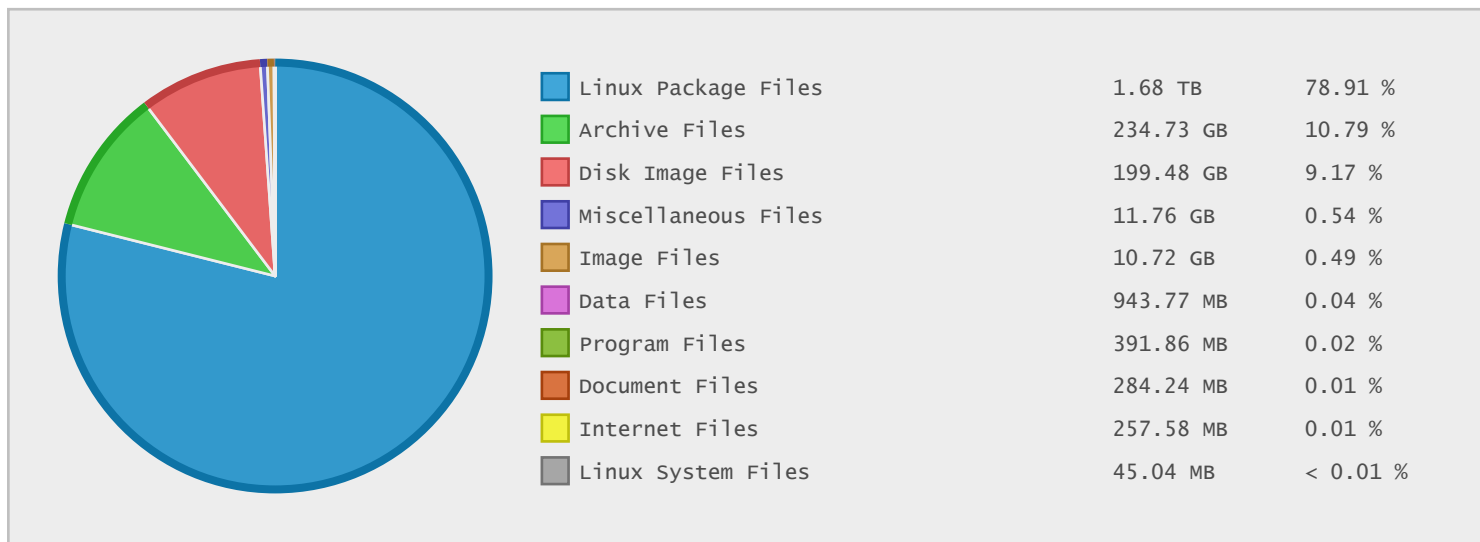 Linux Package Files 1.68 TB 78.91 %
Archive Files 234.73 GB 10.79 %
Disk Image Files 199.48 GB 9.17 %
Miscellaneous Files 11.76 GB 0.54 %
Image Files 10.72 GB 0.49 %
Data Files 943.77 MB 0.04 %
Program Files 391.86 MB 0.02 %
Document Files 284.24 MB 0.01 %
Internet Files 257.58 MB 0.01 %
Linux System Files 45.04 MB < 0.01 %